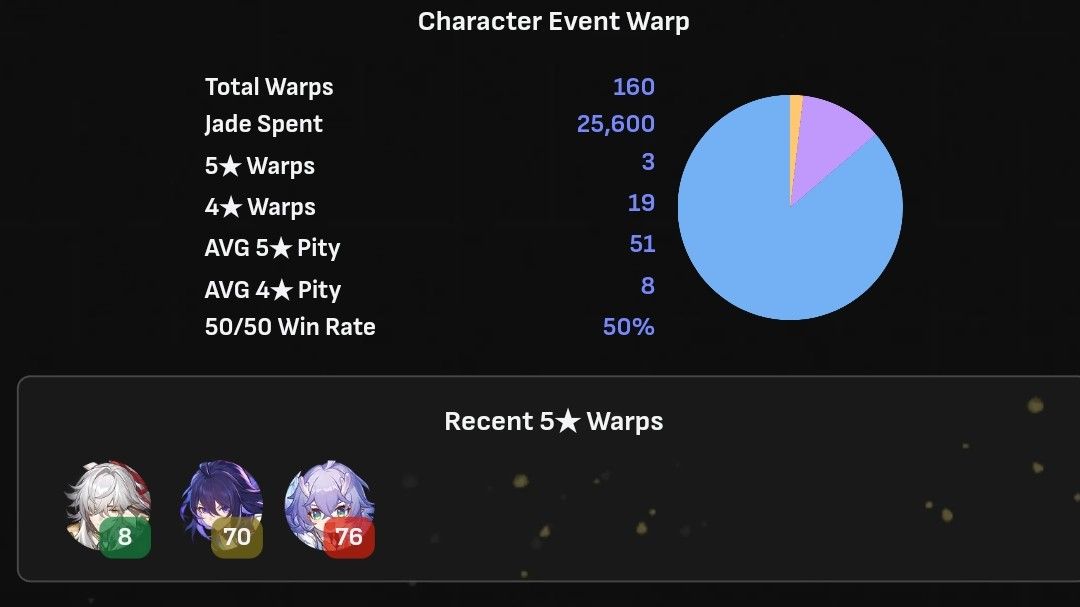 Character Event Warp
Total Warps 160
Jade Spent 25,600
5★ Warps 3
4★ Warps 19
AVG 5★ Pity 51
AVG 4★ Pity 8
50/50 Win Rate 50%
Recent 5★ Warps
8 70 76